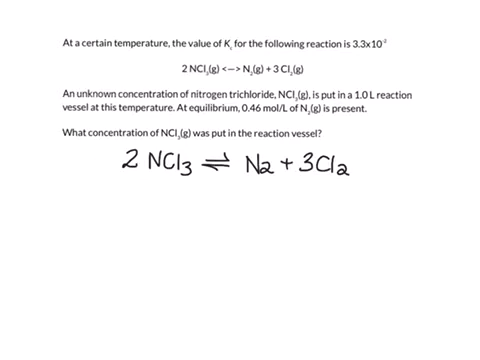 At a certain temperature, the value of Kc for the following reaction is 3.3x10⁻³
2 NCl₃(g) <—> N₂(g) + 3 Cl₂(g)
An unknown concentration of nitrogen trichloride, NCl₃(g), is put in a 1.0 L reaction
vessel at this temperature. At equilibrium, 0.46 mol/L of N₂(g) is present.
What concentration of NCl₃(g) was put in the reaction vessel?
2 NCl3 ⇌ N2 + 3Cl2